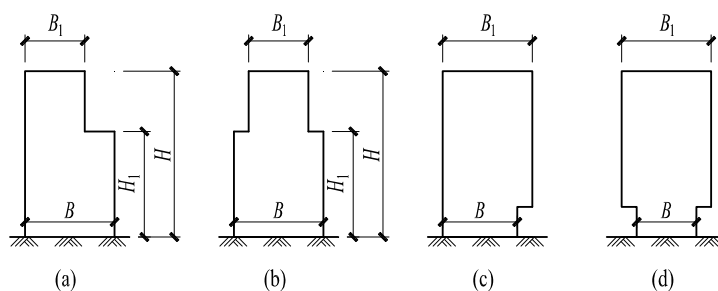 B₁ B₁ B₁ B₁
H H
H₁ H₁
B B B B
(a) (b) (c) (d)